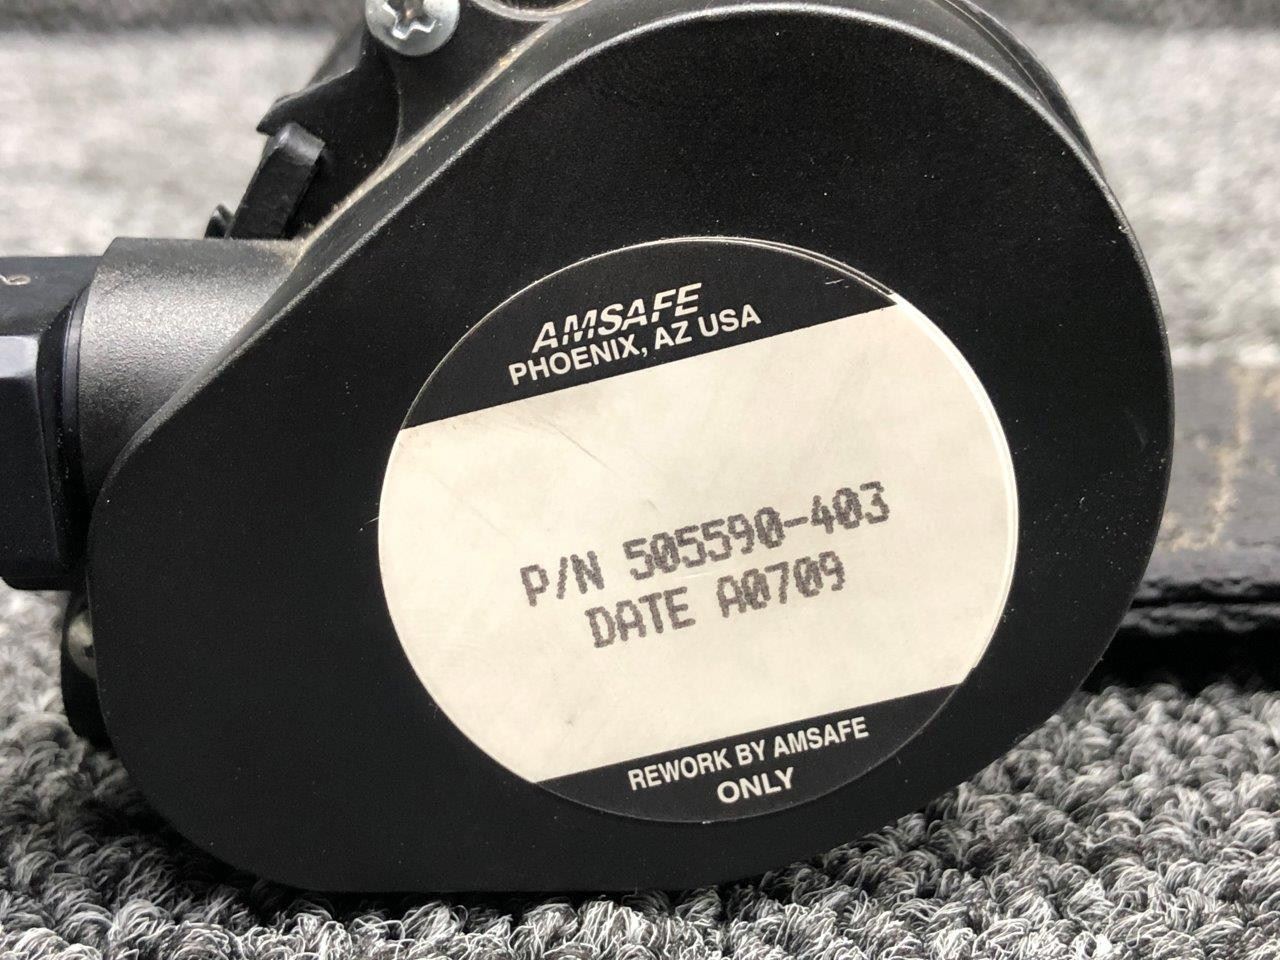 AMSAFE
PHOENIX, AZ USA
P/N 505590-403
DATE A0709
REWORK BY AMSAFE
ONLY